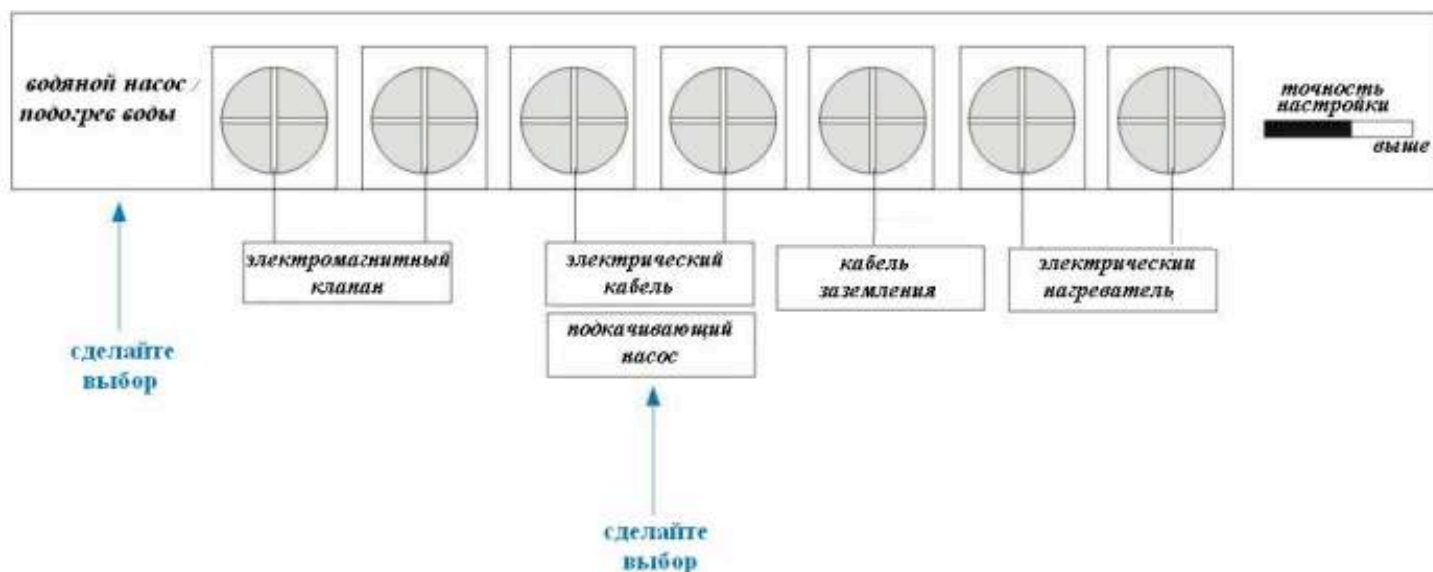 водяной насос /
подогрев воды
точность
настройки
выше
электромагнитный
клапан
электрический
кабель
кабель
заземления
электрический
нагреватель
подкачивающий
насос
сделайте
выбор
сделайте
выбор